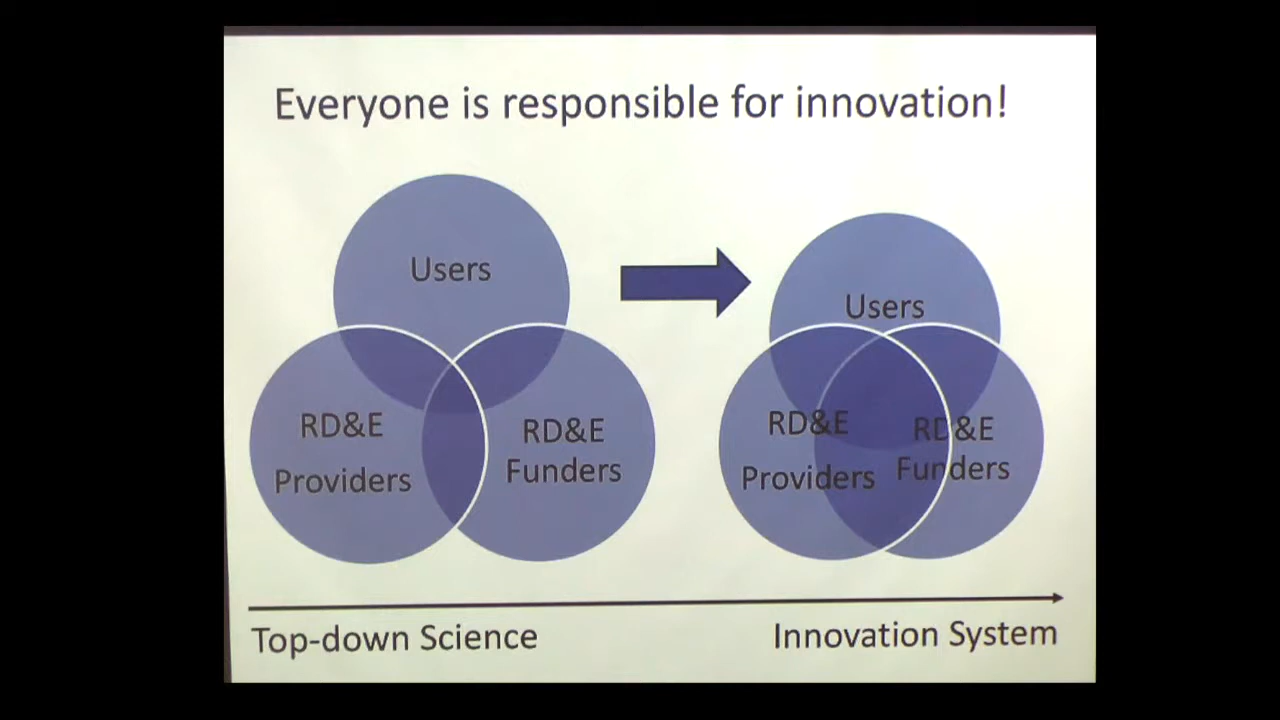 Everyone is responsible for innovation!
Users
RD&E
Providers
RD&E
Funders
Users
RD&E
Providers
RD&E
Funders
Top-down Science
Innovation System